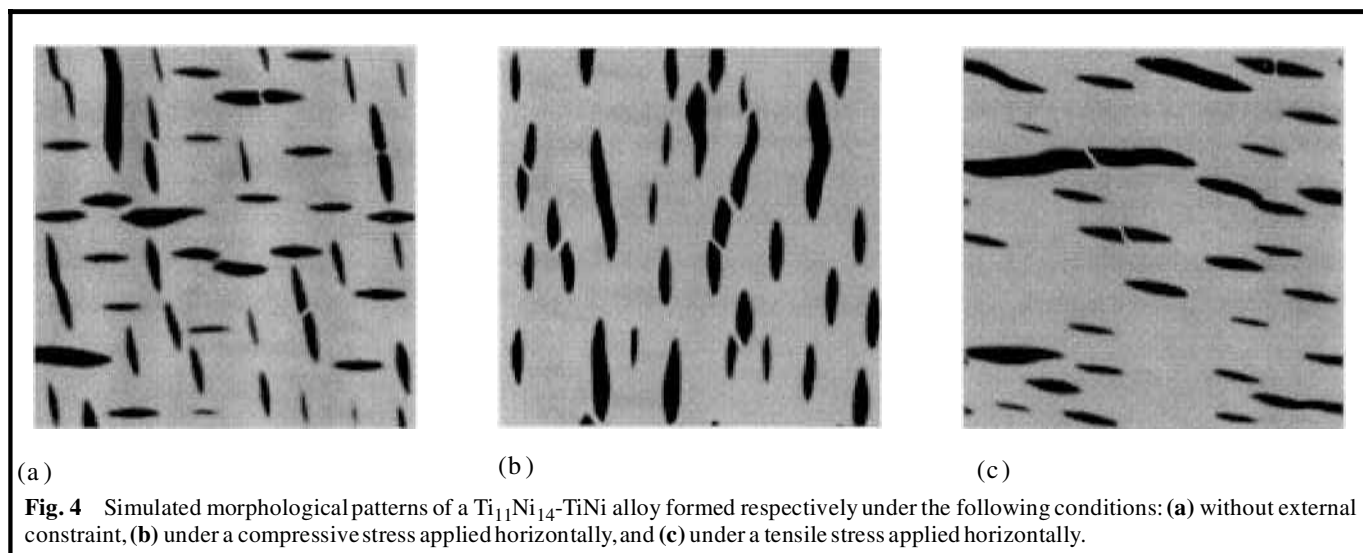 (a) (b) (c)
Fig. 4 Simulated morphological patterns of a Ti11Ni14-TiNi alloy formed respectively under the following conditions: (a) without external
constraint, (b) under a compressive stress applied horizontally, and (c) under a tensile stress applied horizontally.